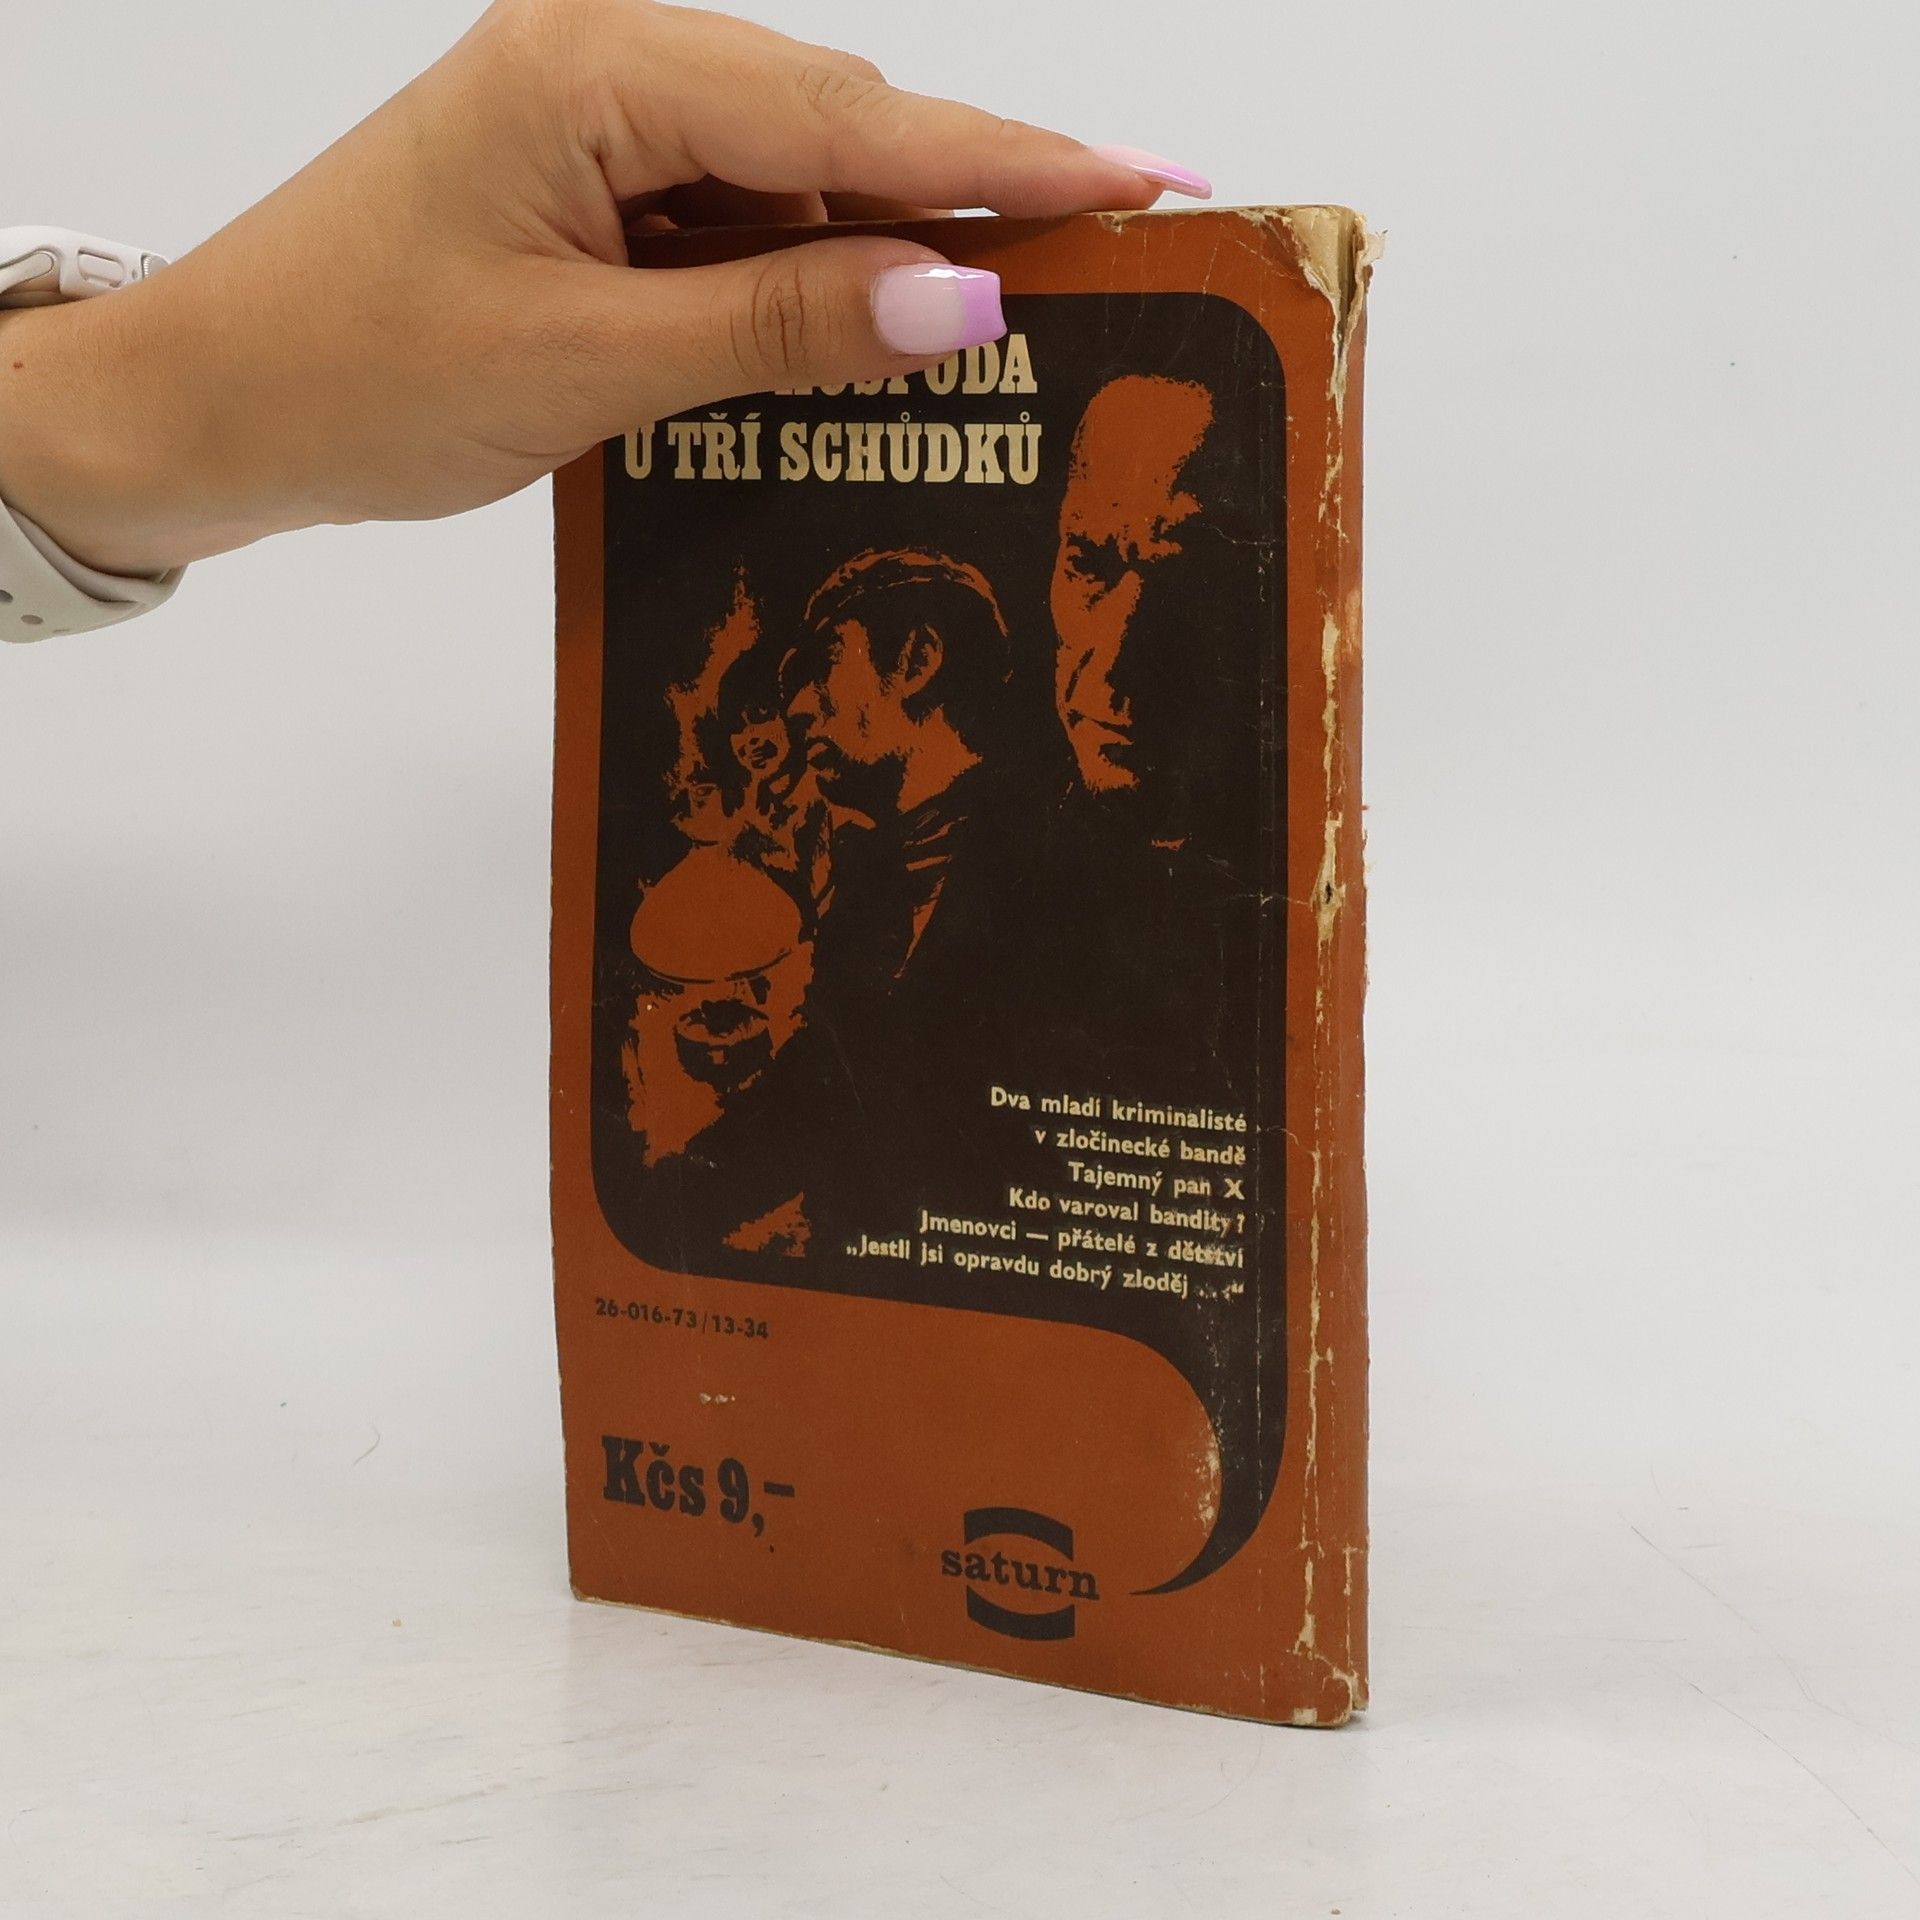 U TŘÍ SCHŮDKŮ
Dva mladí kriminalisté
v zločinecké bandě
Tajemný pan X
Kdo varoval bandity?
Jmenovci — přátelé z dětství
„Jestli jsi opravdu dobrý zloděj ...“
26-016-73/13-34
Kčs 9,-
saturn